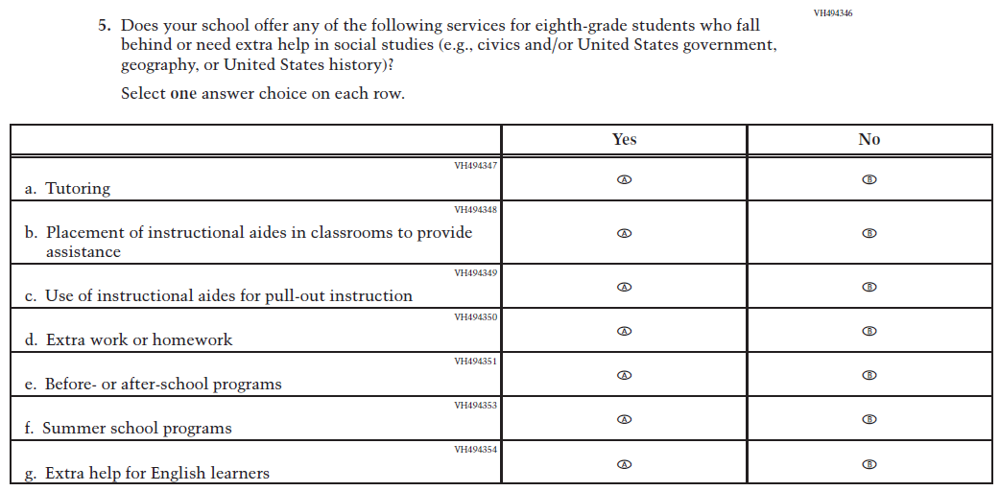 VH494346
5. Does your school offer any of the following services for eighth-grade students who fall
behind or need extra help in social studies (e.g., civics and/or United States government,
geography, or United States history)?
Select one answer choice on each row.
Yes No
VH494347
a. Tutoring A B
VH494348
b. Placement of instructional aides in classrooms to provide
assistance A B
VH494349
c. Use of instructional aides for pull-out instruction A B
VH494350
d. Extra work or homework A B
VH494351
e. Before- or after-school programs A B
VH494353
f. Summer school programs A B
VH494354
g. Extra help for English learners A B